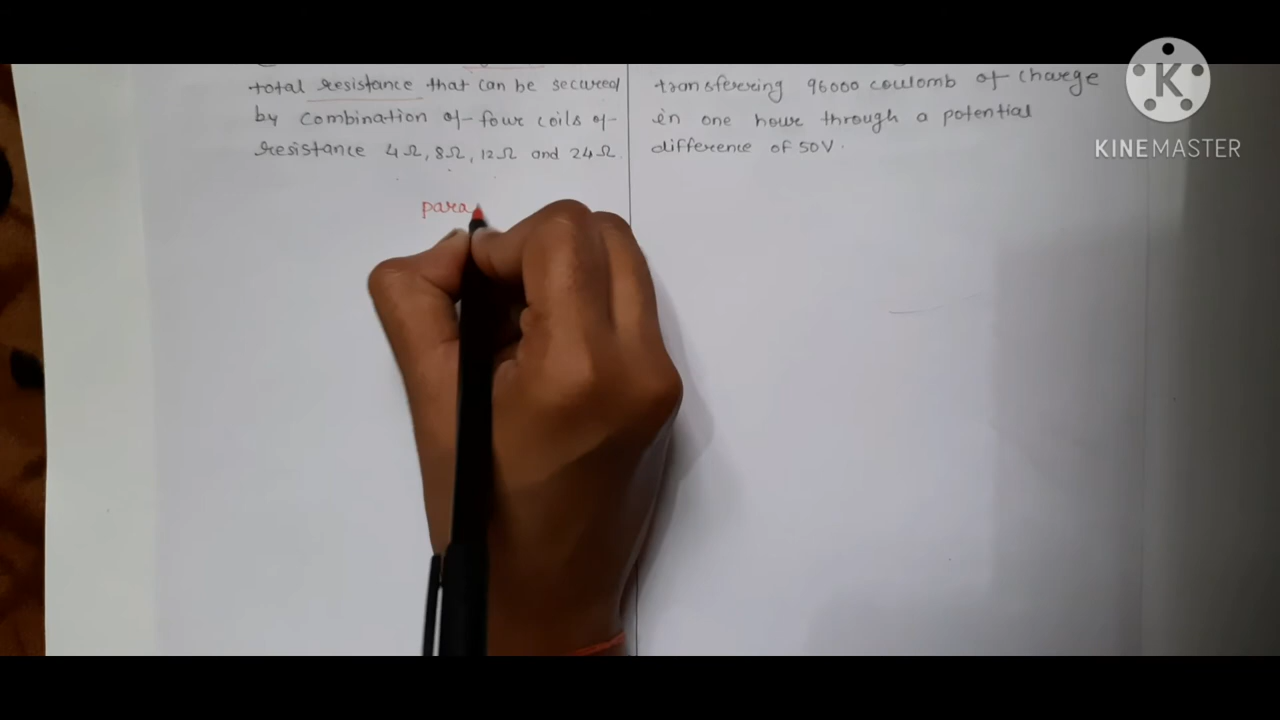 total resistance that can be secured
by combination of four coils of
resistance 4Ω, 8Ω, 12Ω and 24Ω.
para
transferring 96000 coulomb of charge
in one hour through a potential
difference of 50V.
K
KINEMASTER